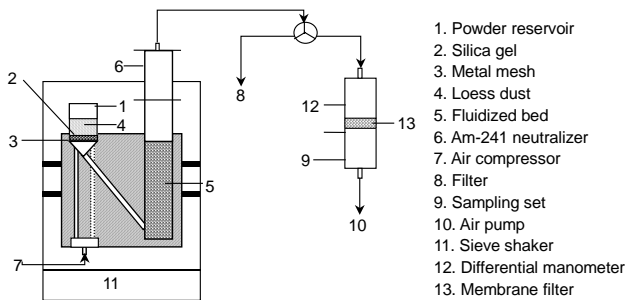 1. Powder reservoir
2. Silica gel
3. Metal mesh
4. Loess dust
5. Fluidized bed
6. Am-241 neutralizer
7. Air compressor
8. Filter
9. Sampling set
10. Air pump
11. Sieve shaker
12. Differential manometer
13. Membrane filter
6
2
1
4
3
5
7
11
8
12
13
9
10